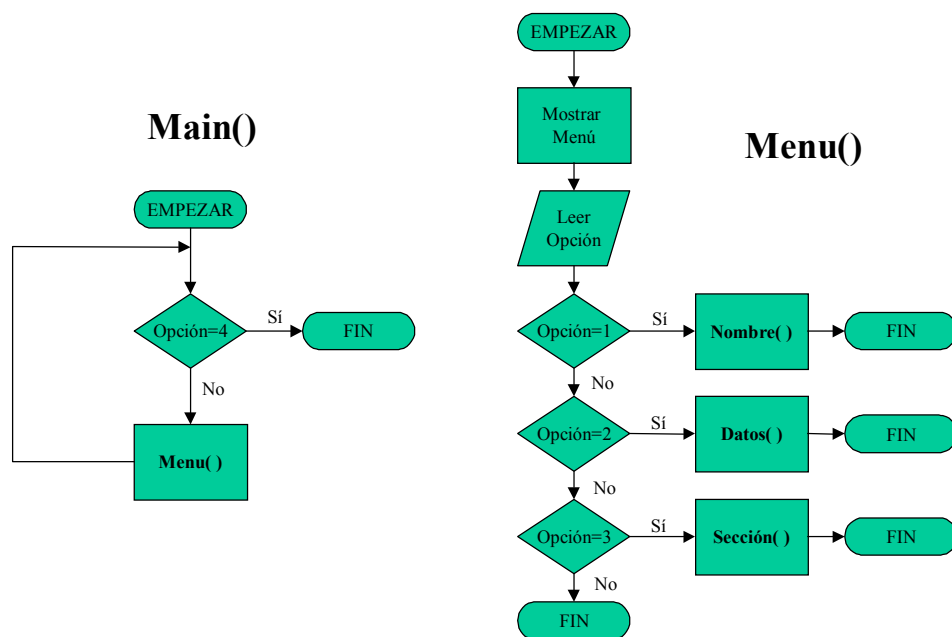 Main()
EMPEZAR
Opción=4
Sí
FIN
No
Menu( )
Menu()
EMPEZAR
Mostrar
Menú
Leer
Opción
Opción=1
Sí
Nombre( )
FIN
No
Opción=2
Sí
Datos( )
FIN
No
Opción=3
Sí
Sección( )
FIN
No
FIN